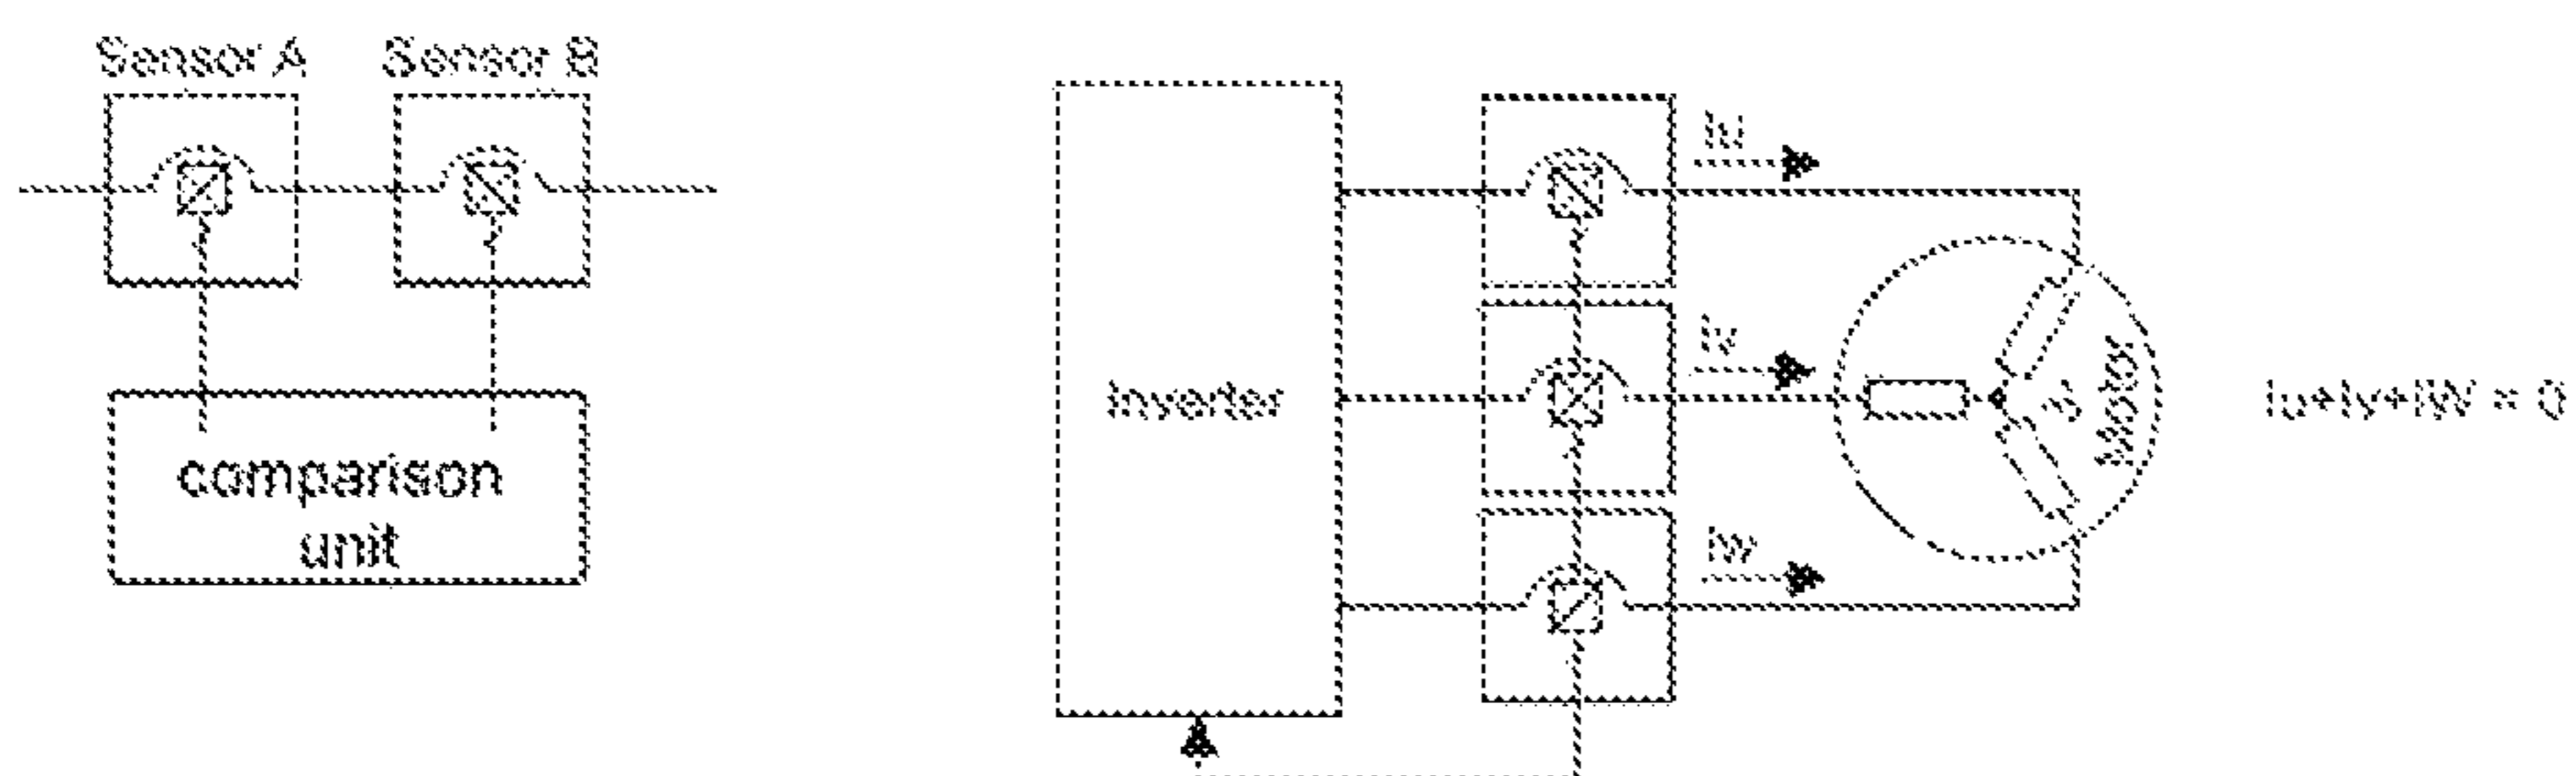 Sensor A
Sensor B
comparison
unit
Inverter
Iu
Iv
Iw
Motor
Iu+Iv+IW = 0